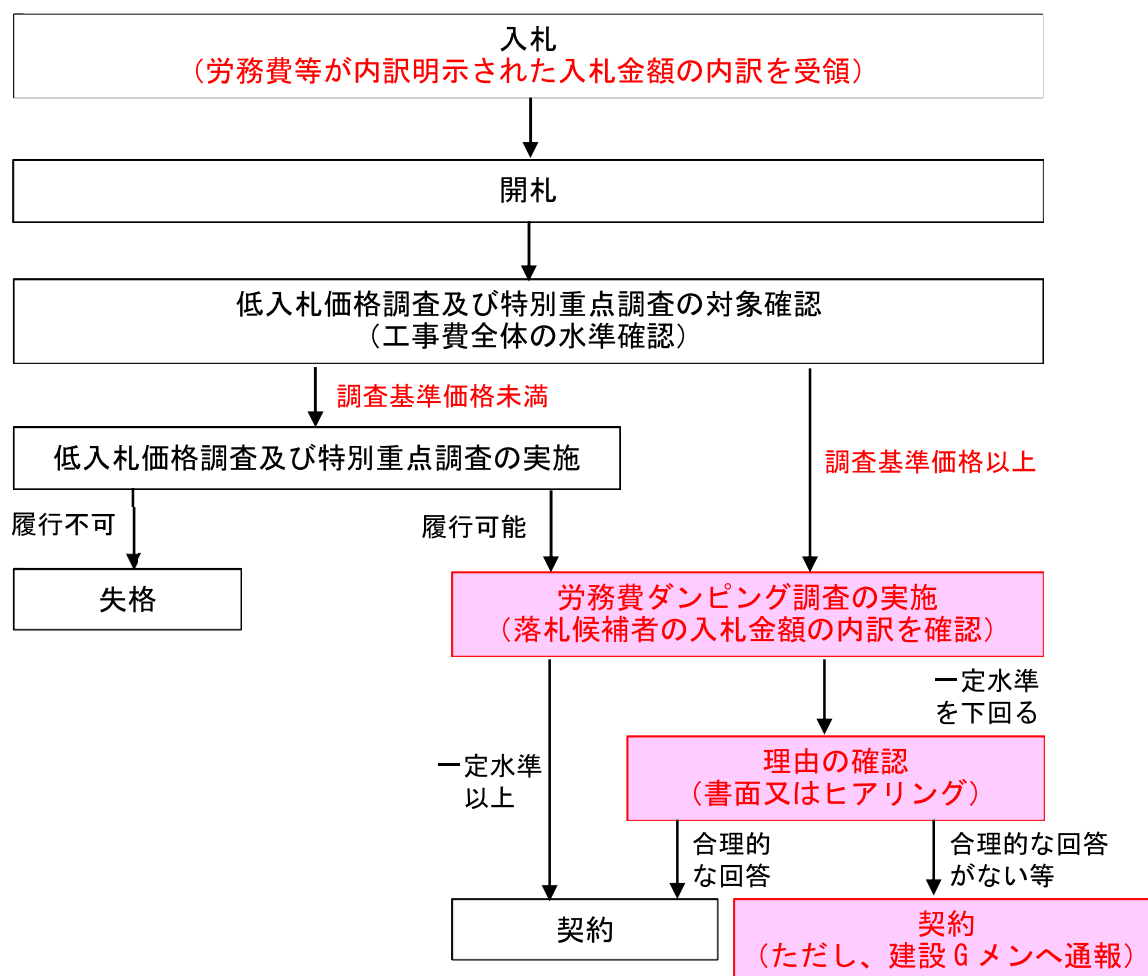 入札
（労務費等が内訳明示された入札金額の内訳を受領）
開札
低入札価格調査及び特別重点調査の対象確認
（工事費全体の水準確認）
調査基準価格未満
低入札価格調査及び特別重点調査の実施
調査基準価格以上
履行不可
履行可能
失格
労務費ダンピング調査の実施
（落札候補者の入札金額の内訳を確認）
一定水準
を下回る
理由の確認
（書面又はヒアリング）
一定水準
以上
合理的
な回答
合理的な回答
がない等
契約
契約
（ただし、建設Gメンへ通報）